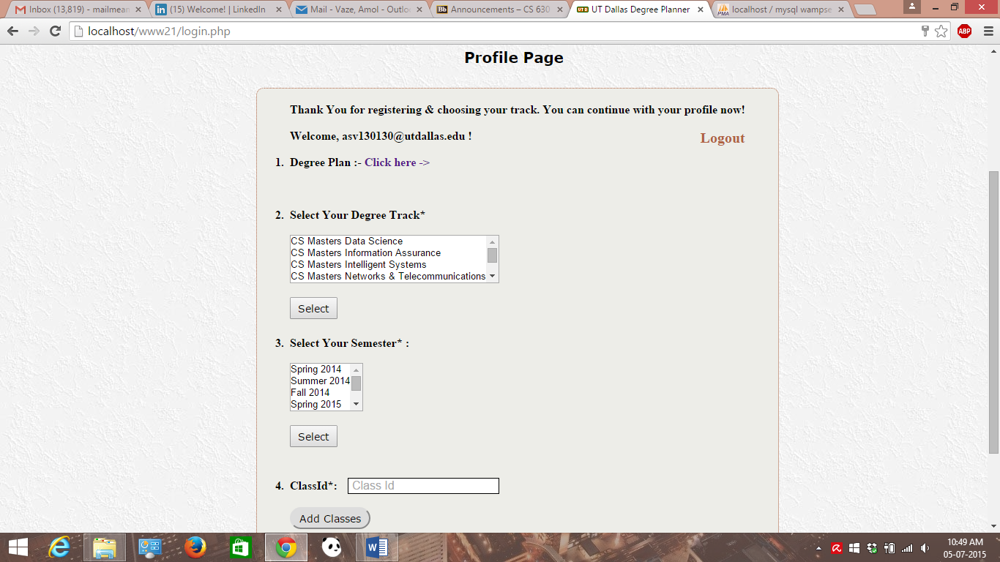 Inbox (13,819) - mailmean
(15) Welcome! | LinkedIn
Mail - Vaze, Amol - Outlo
Bb Announcements – CS 630
UTD UT Dallas Degree Planner
PMA localhost / mysql wampse
localhost/www21/login.php
ABP
Profile Page
Thank You for registering & choosing your track. You can continue with your profile now!
Welcome, asv130130@utdallas.edu !
Logout
1. Degree Plan :- Click here ->
2. Select Your Degree Track*
CS Masters Data Science
CS Masters Information Assurance
CS Masters Intelligent Systems
CS Masters Networks & Telecommunications
Select
3. Select Your Semester* :
Spring 2014
Summer 2014
Fall 2014
Spring 2015
Select
4. ClassId*: Class Id
Add Classes
10:49 AM
05-07-2015